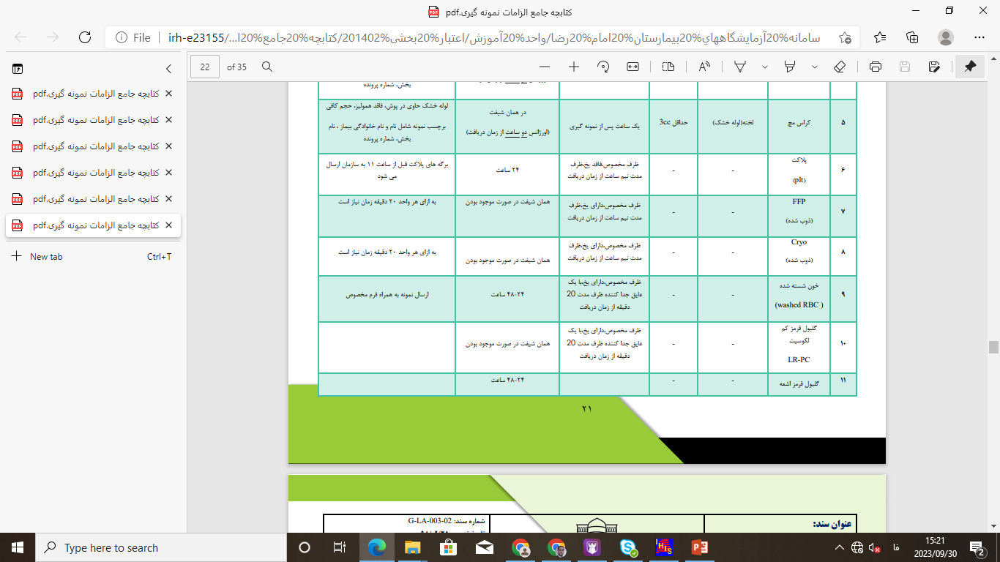 کتابچه جامع الزامات نمونه گیری.pdf
File
irh-e23155/سامانه%20آزمایشگاههاي%20بیمارستان%20امام%20رضا/واحد%20آموزش/اعتبار%20بخشی%201402/کتابچه%20جامع%20ا...
22 of 35
کتابچه جامع الزامات نمونه گیری.pdf
کتابچه جامع الزامات نمونه گیری.pdf
کتابچه جامع الزامات نمونه گیری.pdf
کتابچه جامع الزامات نمونه گیری.pdf
کتابچه جامع الزامات نمونه گیری.pdf
کتابچه جامع الزامات نمونه گیری.pdf
New tab Ctrl+T
بخش، شماره پرونده
۵
کراس مچ
لخته(لوله خشک)
حداقل 3cc
یک ساعت پس از نمونه گیری
در همان شیفت
(اورژانس دو ساعت از زمان دریافت)
لوله خشک حاوی در پوش، فاقد همولیز، حجم کافی
برچسب نمونه شامل نام و نام خانوادگی بیمار ، نام
بخش، شماره پرونده
۶
پلاکت
(plt)
-
-
ظرف مخصوص،فاقد یخ،ظرف
مدت نیم ساعت از زمان دریافت
۲۴ ساعت
برگه های پلاکت قبل از ساعت ۱۱ به سازمان ارسال
می شود
۷
FFP
(ذوب شده)
-
-
ظرف مخصوص،دارای یخ،ظرف
مدت نیم ساعت از زمان دریافت
همان شیفت در صورت موجود بودن
به ازای هر واحد ۲۰ دقیقه زمان نیاز است
۸
Cryo
(ذوب شده)
-
-
ظرف مخصوص،دارای یخ،ظرف
مدت نیم ساعت از زمان دریافت
همان شیفت در صورت موجود بودن
به ازای هر واحد ۲۰ دقیقه زمان نیاز است
۹
خون شسته شده
(washed RBC )
-
-
ظرف مخصوص،دارای یخ،با یک
عایق جدا کننده ظرف مدت 20
دقیقه از زمان دریافت
۲۴-۴۸ ساعت
ارسال نمونه به همراه فرم مخصوص
۱۰
گلبول قرمز کم
لکوسیت
LR-PC
-
-
ظرف مخصوص،دارای یخ،با یک
عایق جدا کننده ظرف مدت 20
دقیقه از زمان دریافت
همان شیفت در صورت موجود بودن
۱۱
گلبول قرمز اشعه
-
-
۲۴-۴۸ ساعت
۲۱
عنوان سند:
شماره سند: G-LA-003-02
Type here to search
فا
15:21
2023/09/30
2